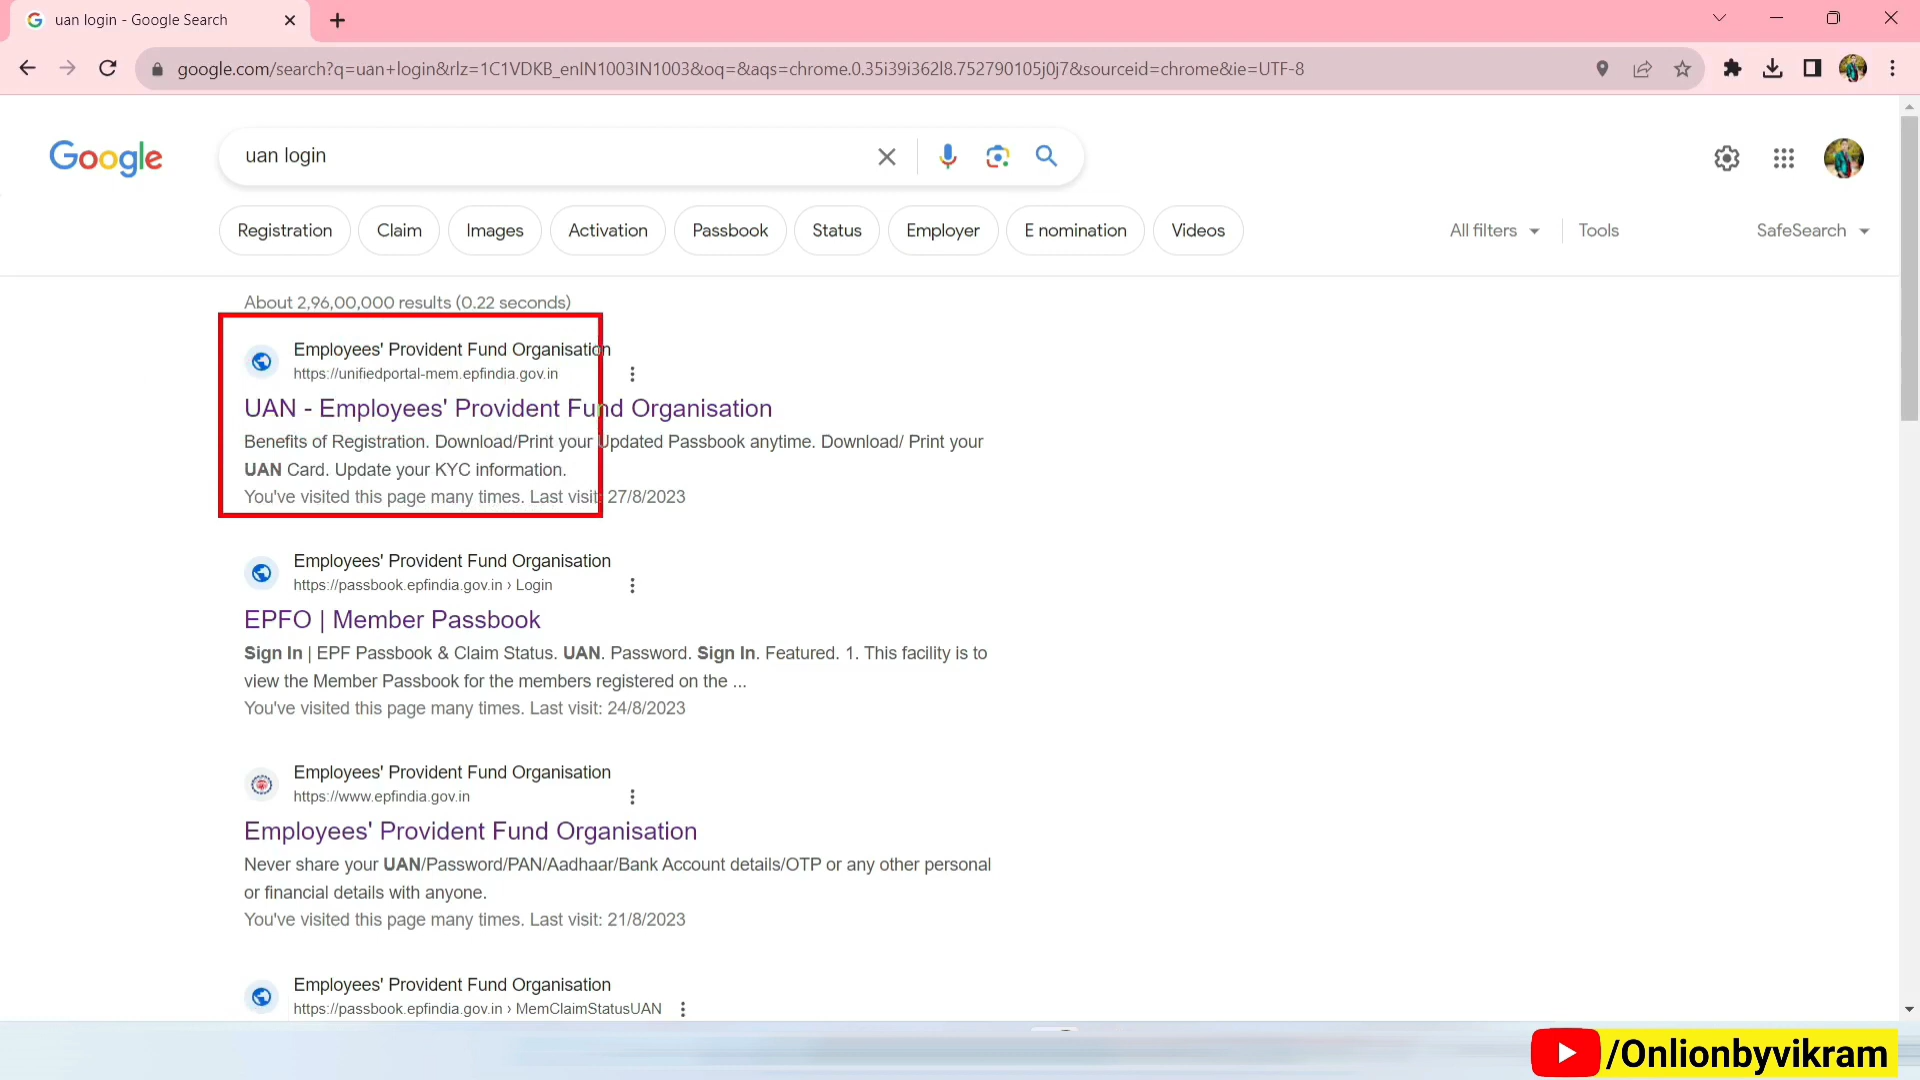 uan login - Google Search
google.com/search?q=uan+login&rlz=1C1VDKB_enIN1003IN1003&oq=&aqs=chrome.0.35i39i362l8.752790105j0j7&sourceid=chrome&ie=UTF-8
Google
uan login
Registration Claim Images Activation Passbook Status Employer E nomination Videos All filters Tools SafeSearch
About 2,96,00,000 results (0.22 seconds)
Employees' Provident Fund Organisation
https://unifiedportal-mem.epfindia.gov.in
UAN - Employees' Provident Fund Organisation
Benefits of Registration. Download/Print your Updated Passbook anytime. Download/ Print your
UAN Card. Update your KYC information.
You've visited this page many times. Last visit: 27/8/2023
Employees' Provident Fund Organisation
https://passbook.epfindia.gov.in › Login
EPFO | Member Passbook
Sign In | EPF Passbook & Claim Status. UAN. Password. Sign In. Featured. 1. This facility is to
view the Member Passbook for the members registered on the ...
You've visited this page many times. Last visit: 24/8/2023
Employees' Provident Fund Organisation
https://www.epfindia.gov.in
Employees' Provident Fund Organisation
Never share your UAN/Password/PAN/Aadhaar/Bank Account details/OTP or any other personal
or financial details with anyone.
You've visited this page many times. Last visit: 21/8/2023
Employees' Provident Fund Organisation
https://passbook.epfindia.gov.in › MemClaimStatusUAN
/Onlionbyvikram